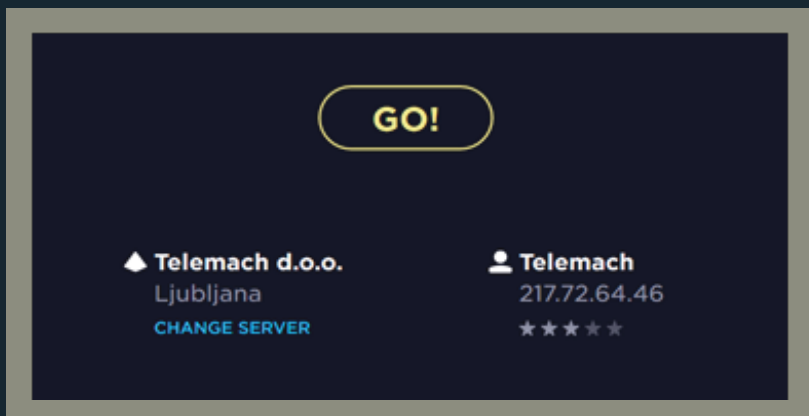 GO!
Telemach d.o.o.
Ljubljana
CHANGE SERVER
Telemach
217.72.64.46